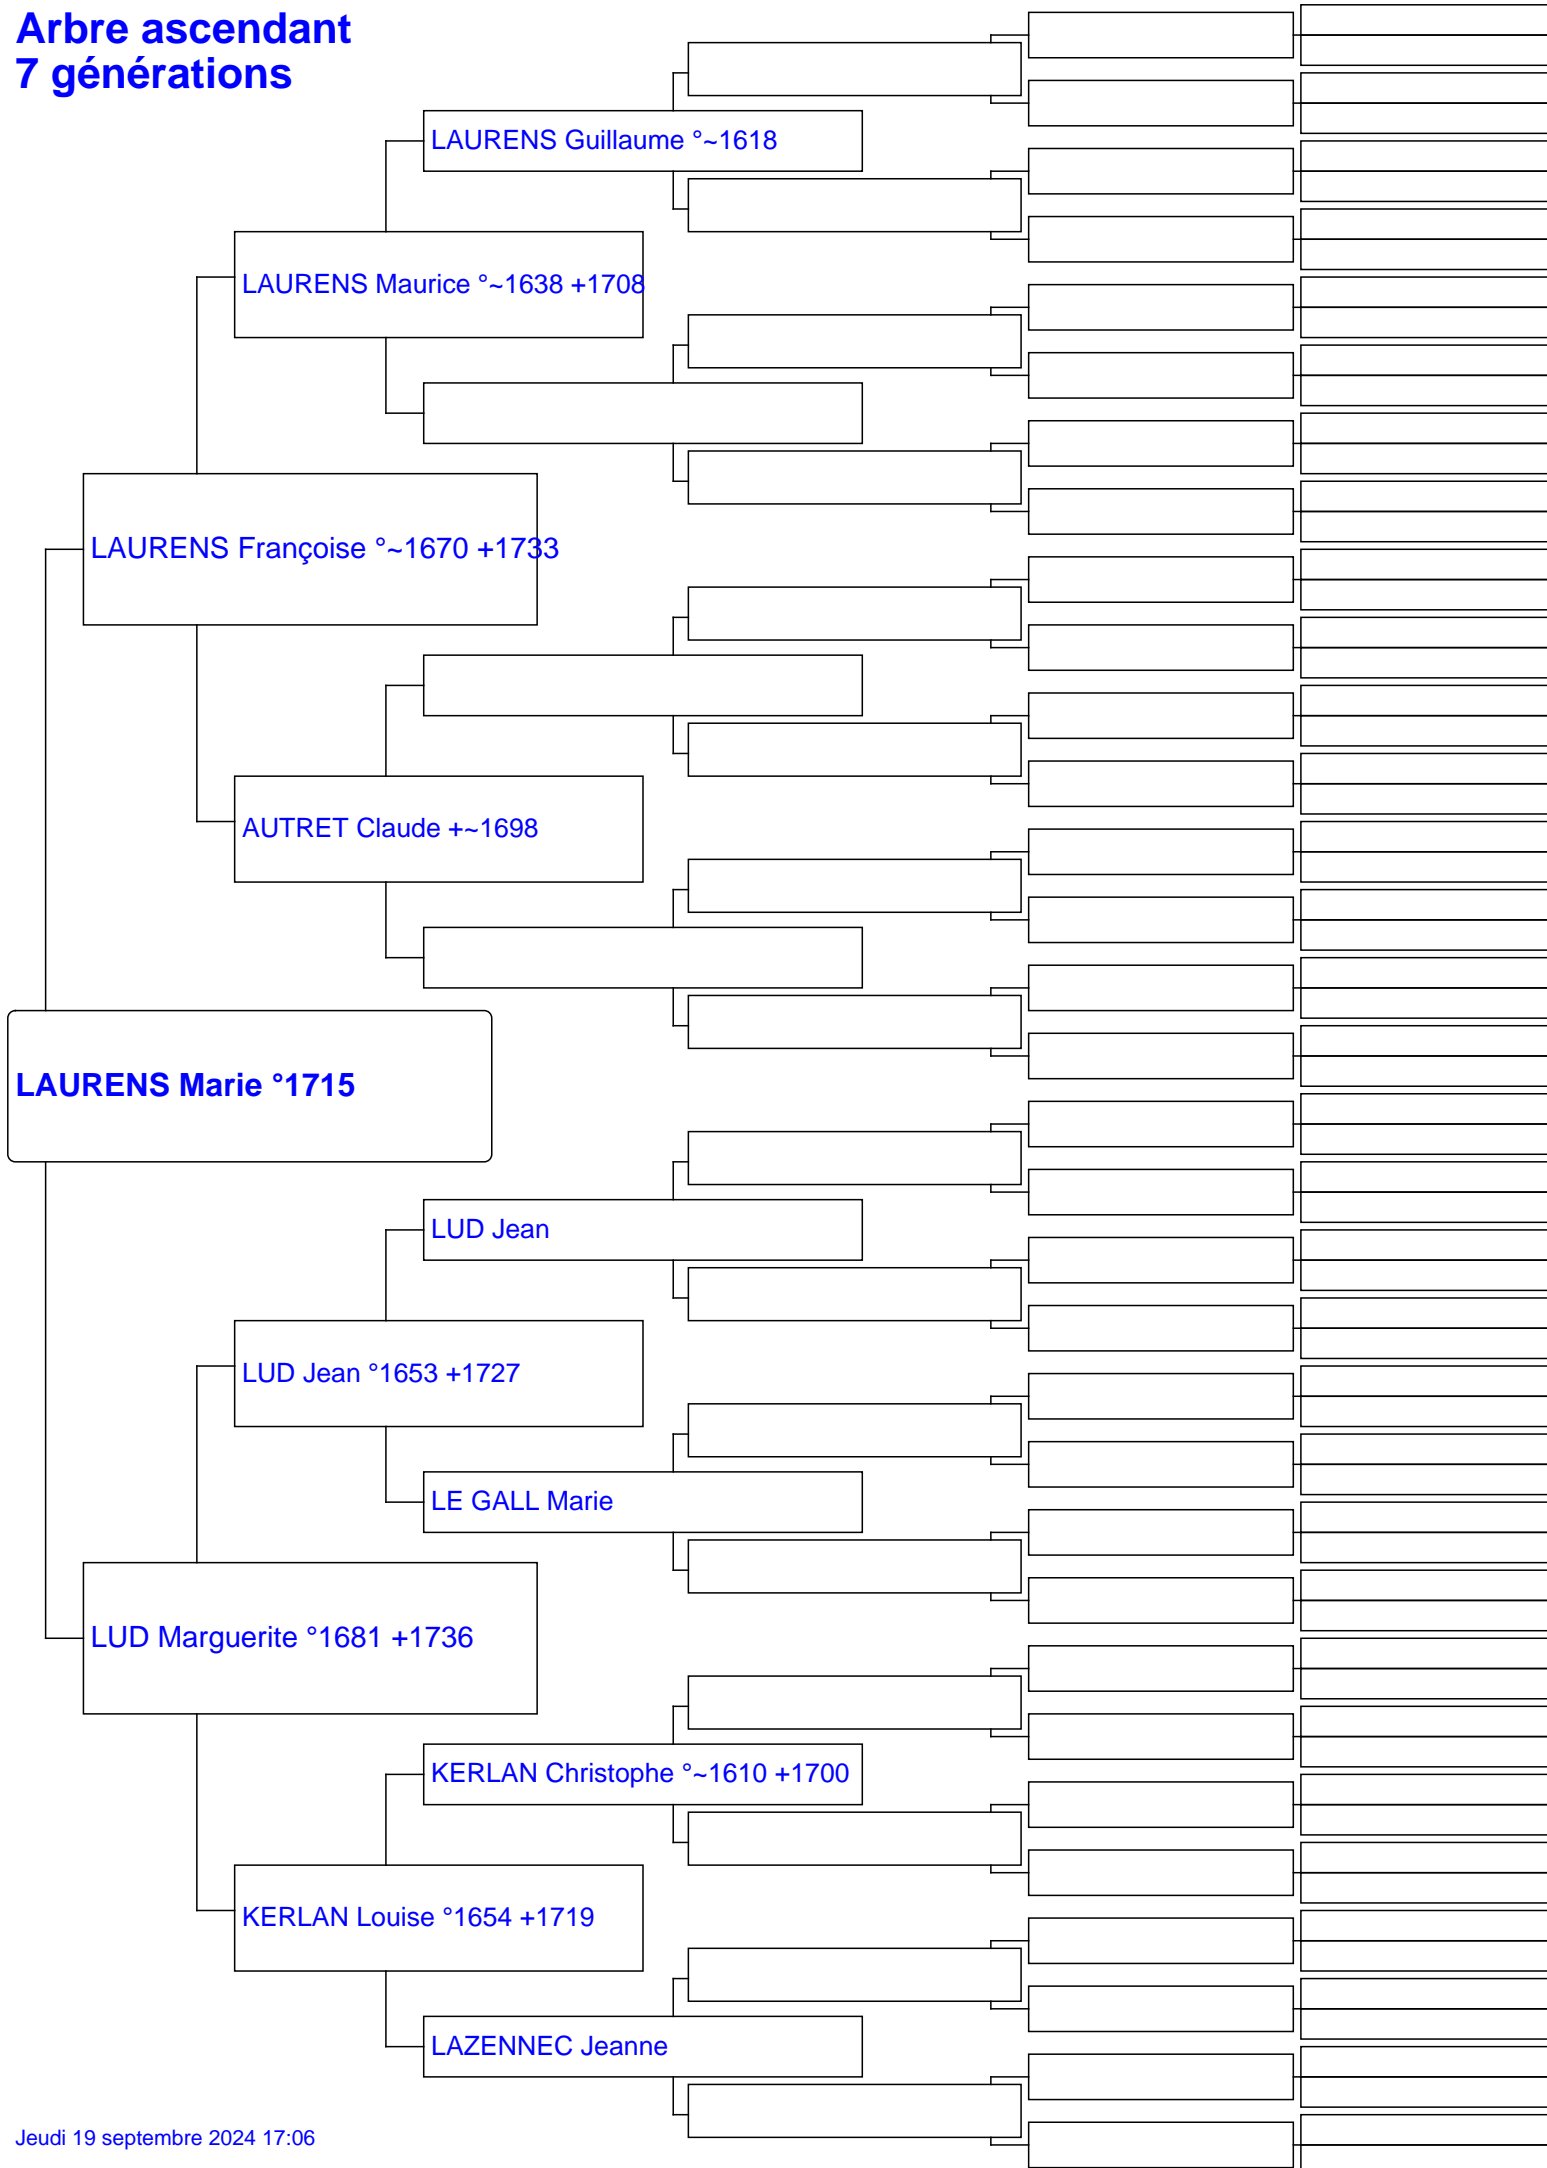 Arbre ascendant
7 générations
LAURENS Guillaume °~1618
LAURENS Maurice °~1638 +1708
LAURENS Françoise °~1670 +1733
AUTRET Claude +~1698
LAURENS Marie °1715
LUD Jean
LUD Jean °1653 +1727
LE GALL Marie
LUD Marguerite °1681 +1736
KERLAN Christophe °~1610 +1700
KERLAN Louise °1654 +1719
LAZENNEC Jeanne
Jeudi 19 septembre 2024 17:06